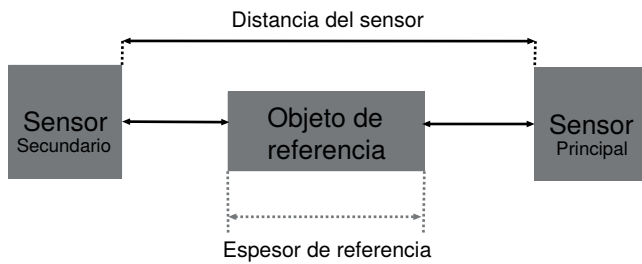 Distancia del sensor
Sensor
Secundario
Objeto de
referencia
Sensor
Principal
Espesor de referencia